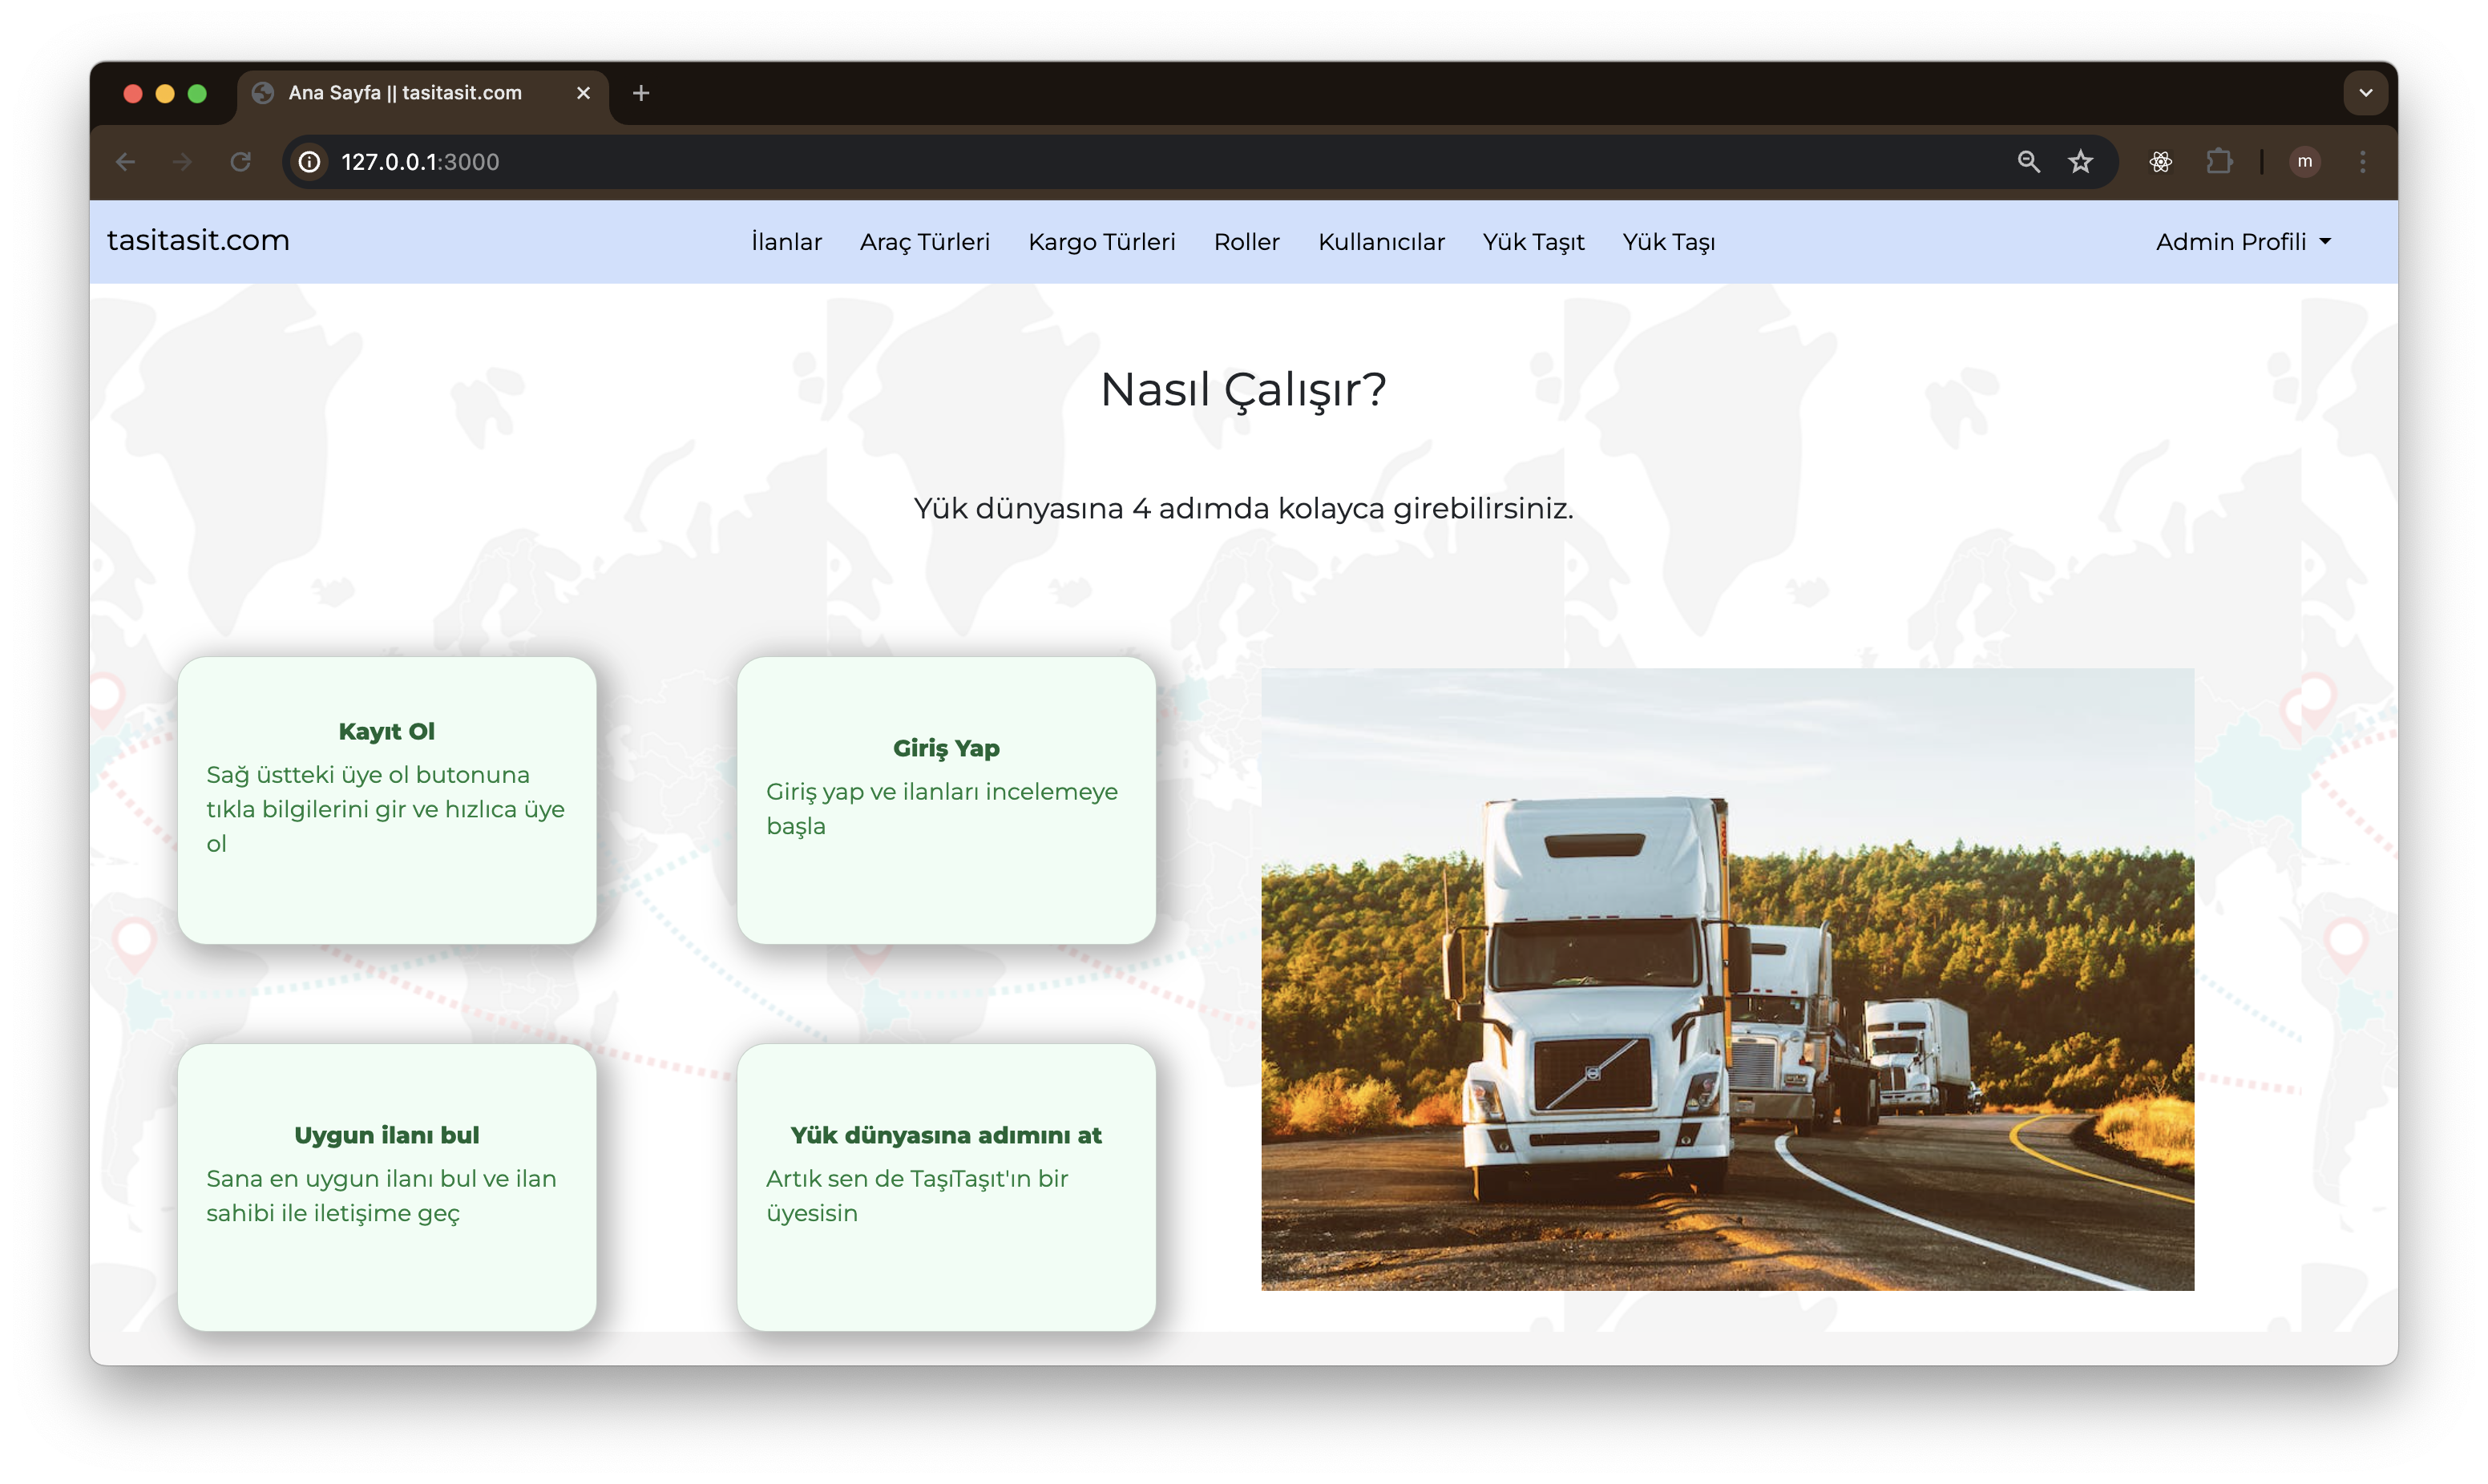 Ana Sayfa || tasitasit.com
127.0.0.1:3000
m
tasitasit.com
İlanlar Araç Türleri Kargo Türleri Roller Kullanıcılar Yük Taşıt Yük Taşı
Admin Profili
Nasıl Çalışır?
Yük dünyasına 4 adımda kolayca girebilirsiniz.
Kayıt Ol
Sağ üstteki üye ol butonuna
tıkla bilgilerini gir ve hızlıca üye
ol
Giriş Yap
Giriş yap ve ilanları incelemeye
başla
Uygun ilanı bul
Sana en uygun ilanı bul ve ilan
sahibi ile iletişime geç
Yük dünyasına adımını at
Artık sen de TaşıTaşıt'ın bir
üyesisin